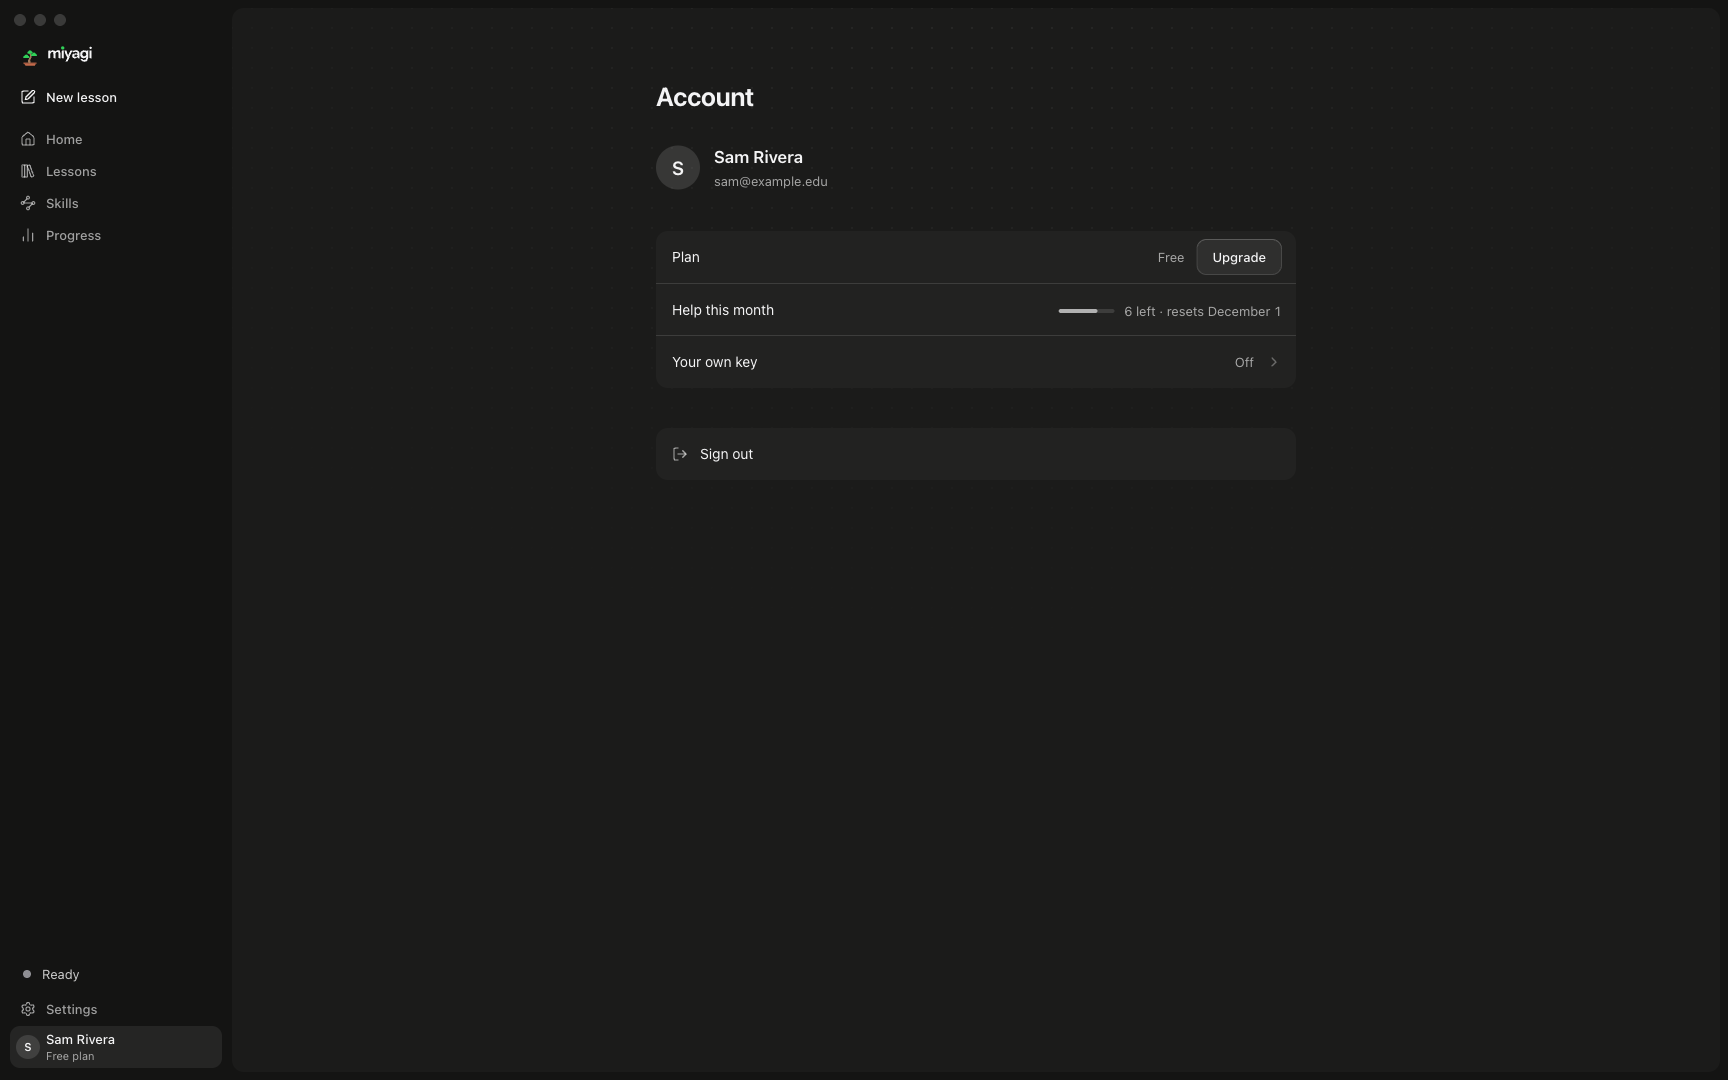 miyagi
New lesson
Home
Lessons
Skills
Progress
Account
S
Sam Rivera
sam@example.edu
Plan
Free
Upgrade
Help this month
6 left · resets December 1
Your own key
Off
Sign out
Ready
Settings
S
Sam Rivera
Free plan